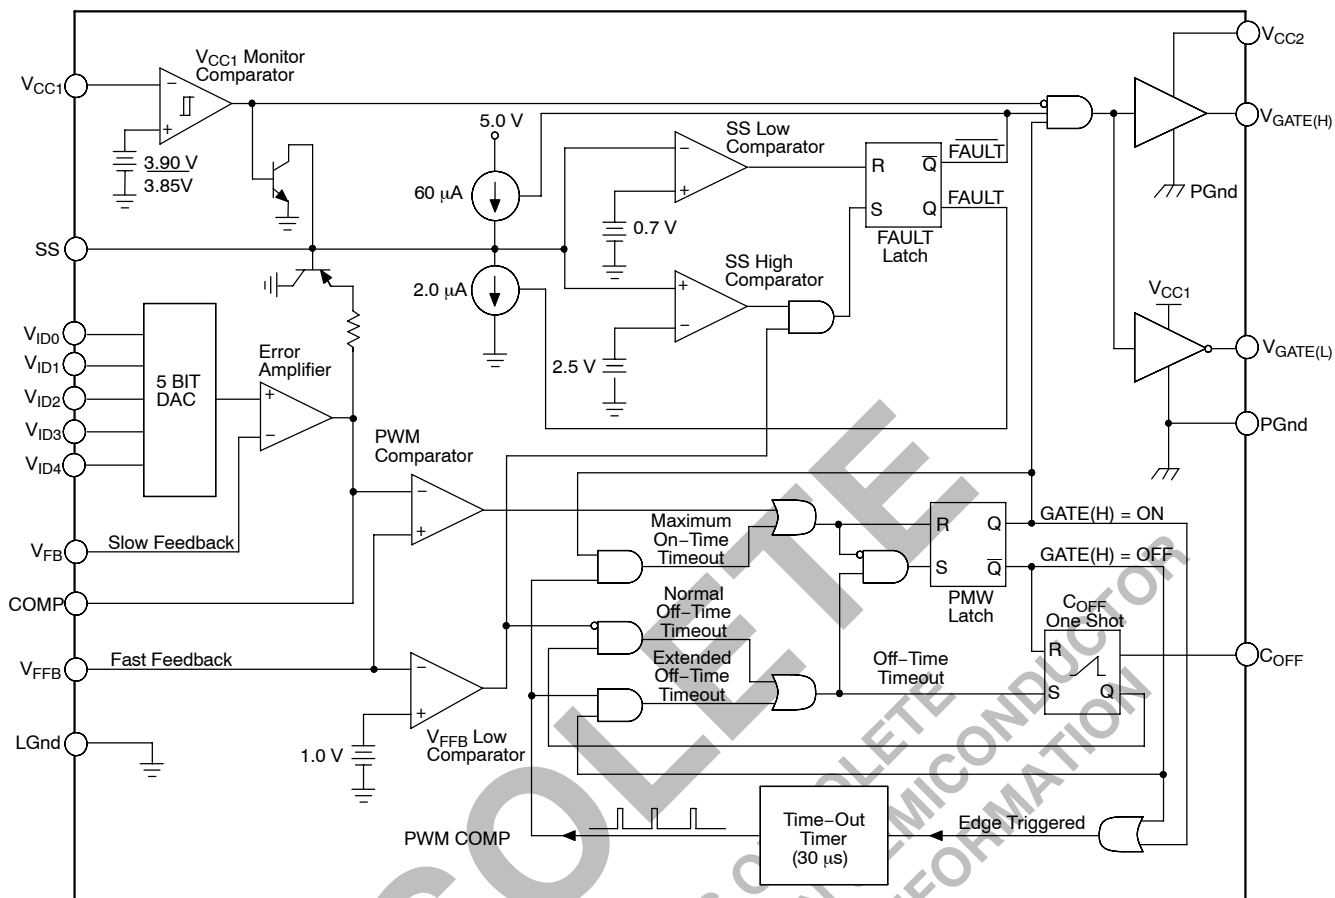 VCC1
VCC1 Monitor
Comparator
−
+
3.90 V
3.85V
5.0 V
60 μA
SS Low
Comparator
−
+
0.7 V
R
S
Q
Q
FAULT
FAULT
FAULT
Latch
VCC2
VGATE(H)
PGnd
SS
2.0 μA
SS High
Comparator
+
−
2.5 V
VCC1
VGATE(L)
PGnd
VID0
VID1
VID2
VID3
VID4
5 BIT
DAC
Error
Amplifier
+
−
PWM
Comparator
−
+
VFB
Slow Feedback
COMP
VFFB
Fast Feedback
LGnd
−
+
1.0 V
VFFB Low
Comparator
Maximum
On−Time
Timeout
Normal
Off−Time
Timeout
Extended
Off−Time
Timeout
R
S
Q
Q
PMW
Latch
GATE(H) = ON
GATE(H) = OFF
COFF
One Shot
R
S
Q
Off−Time
Timeout
COFF
PWM COMP
Time−Out
Timer
(30 μs)
Edge Triggered
OLETE
OLETE
MICONDUCTOR
FORMATION